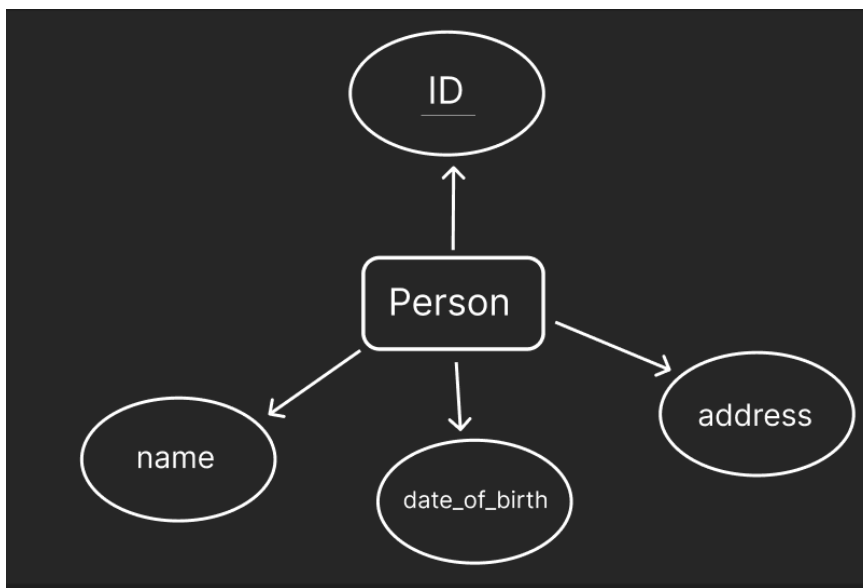 ID
Person
address
name
date_of_birth